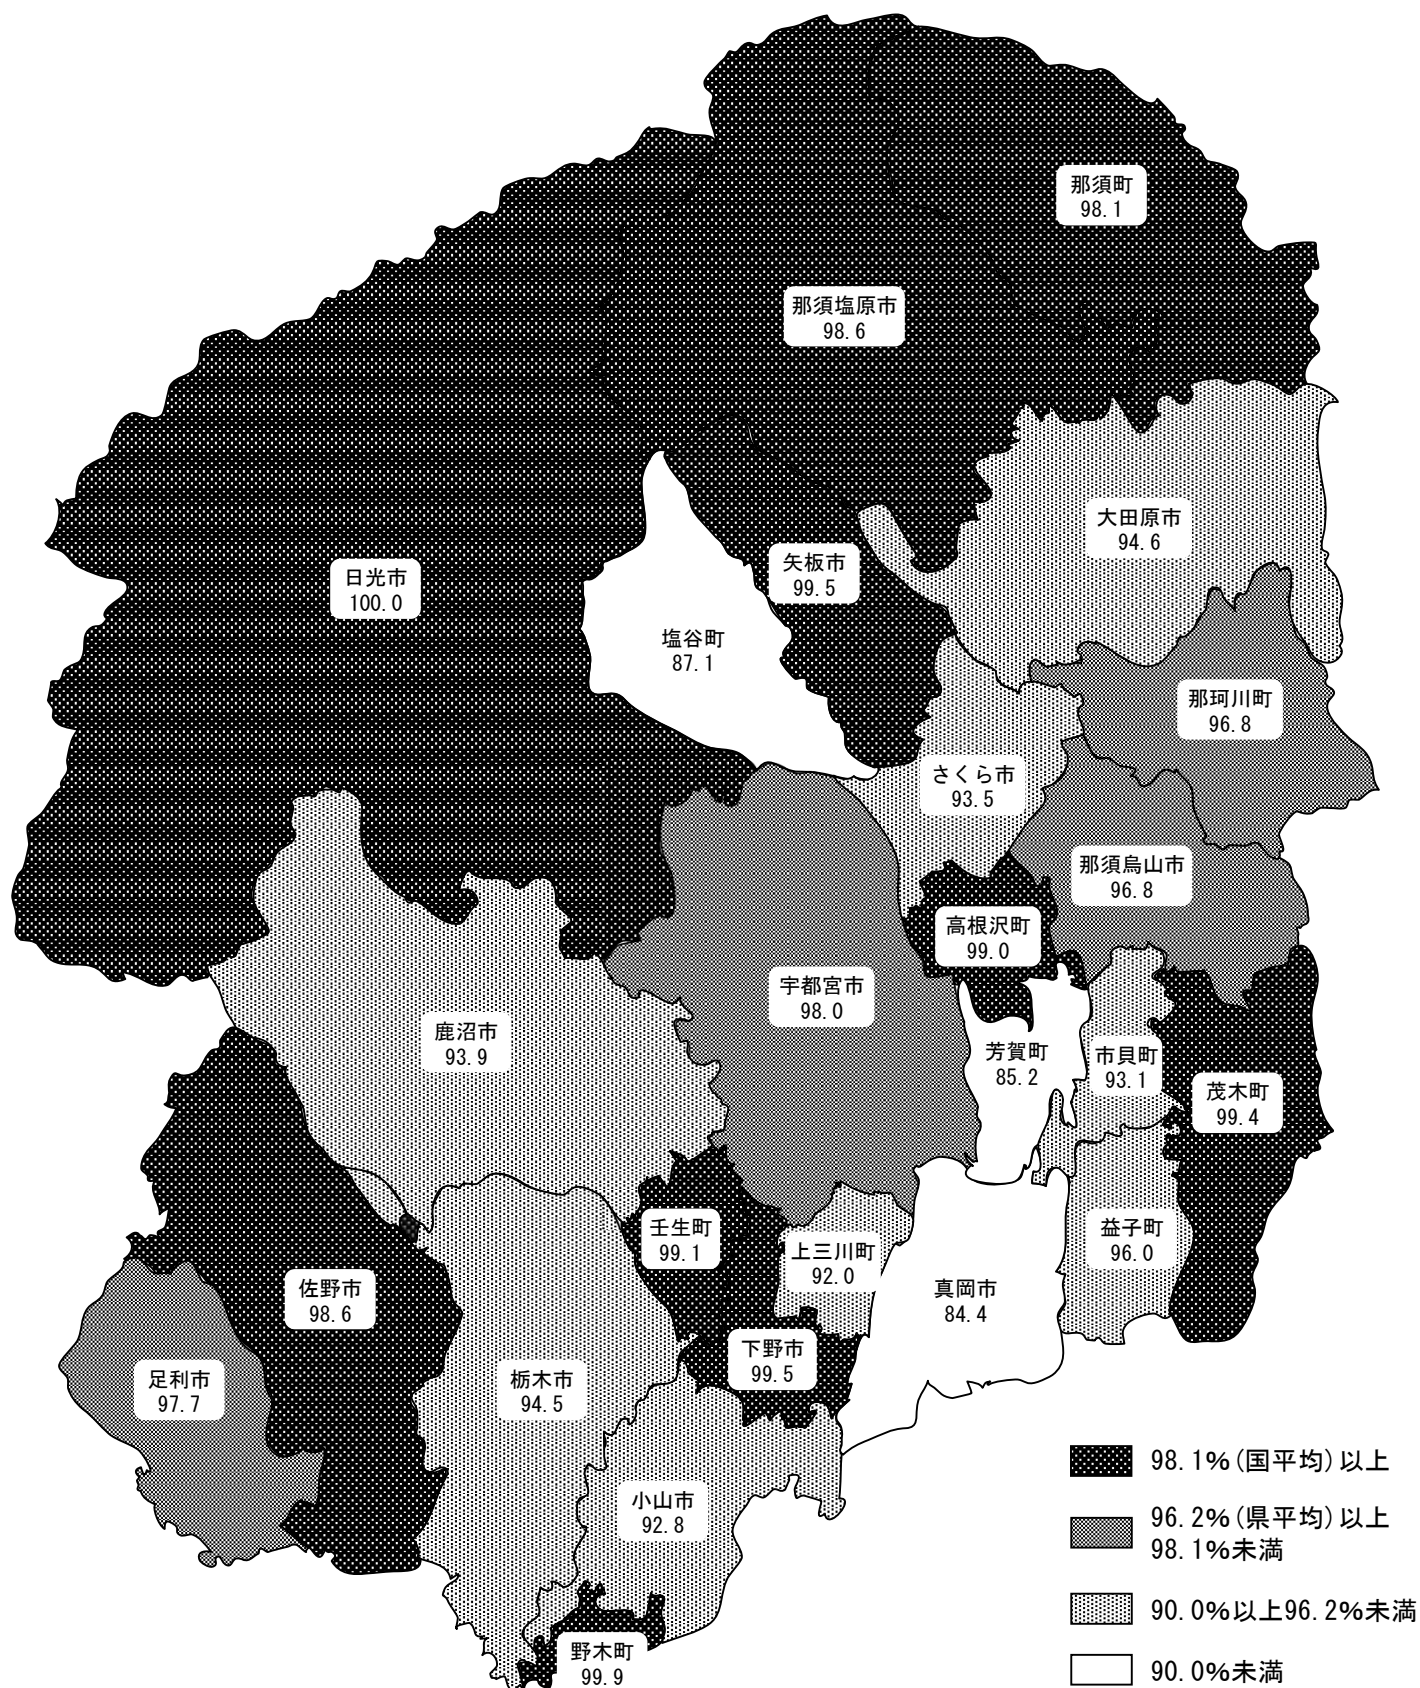 那須町
98.1
那須塩原市
98.6
大田原市
94.6
矢板市
99.5
日光市
100.0
塩谷町
87.1
那珂川町
96.8
さくら市
93.5
那須烏山市
96.8
高根沢町
99.0
宇都宮市
98.0
鹿沼市
93.9
芳賀町
85.2
市貝町
93.1
茂木町
99.4
壬生町
99.1
上三川町
92.0
益子町
96.0
佐野市
98.6
真岡市
84.4
下野市
99.5
足利市
97.7
栃木市
94.5
小山市
92.8
野木町
99.9
98.1%(国平均)以上
96.2%(県平均)以上
98.1%未満
90.0%以上96.2%未満
90.0%未満